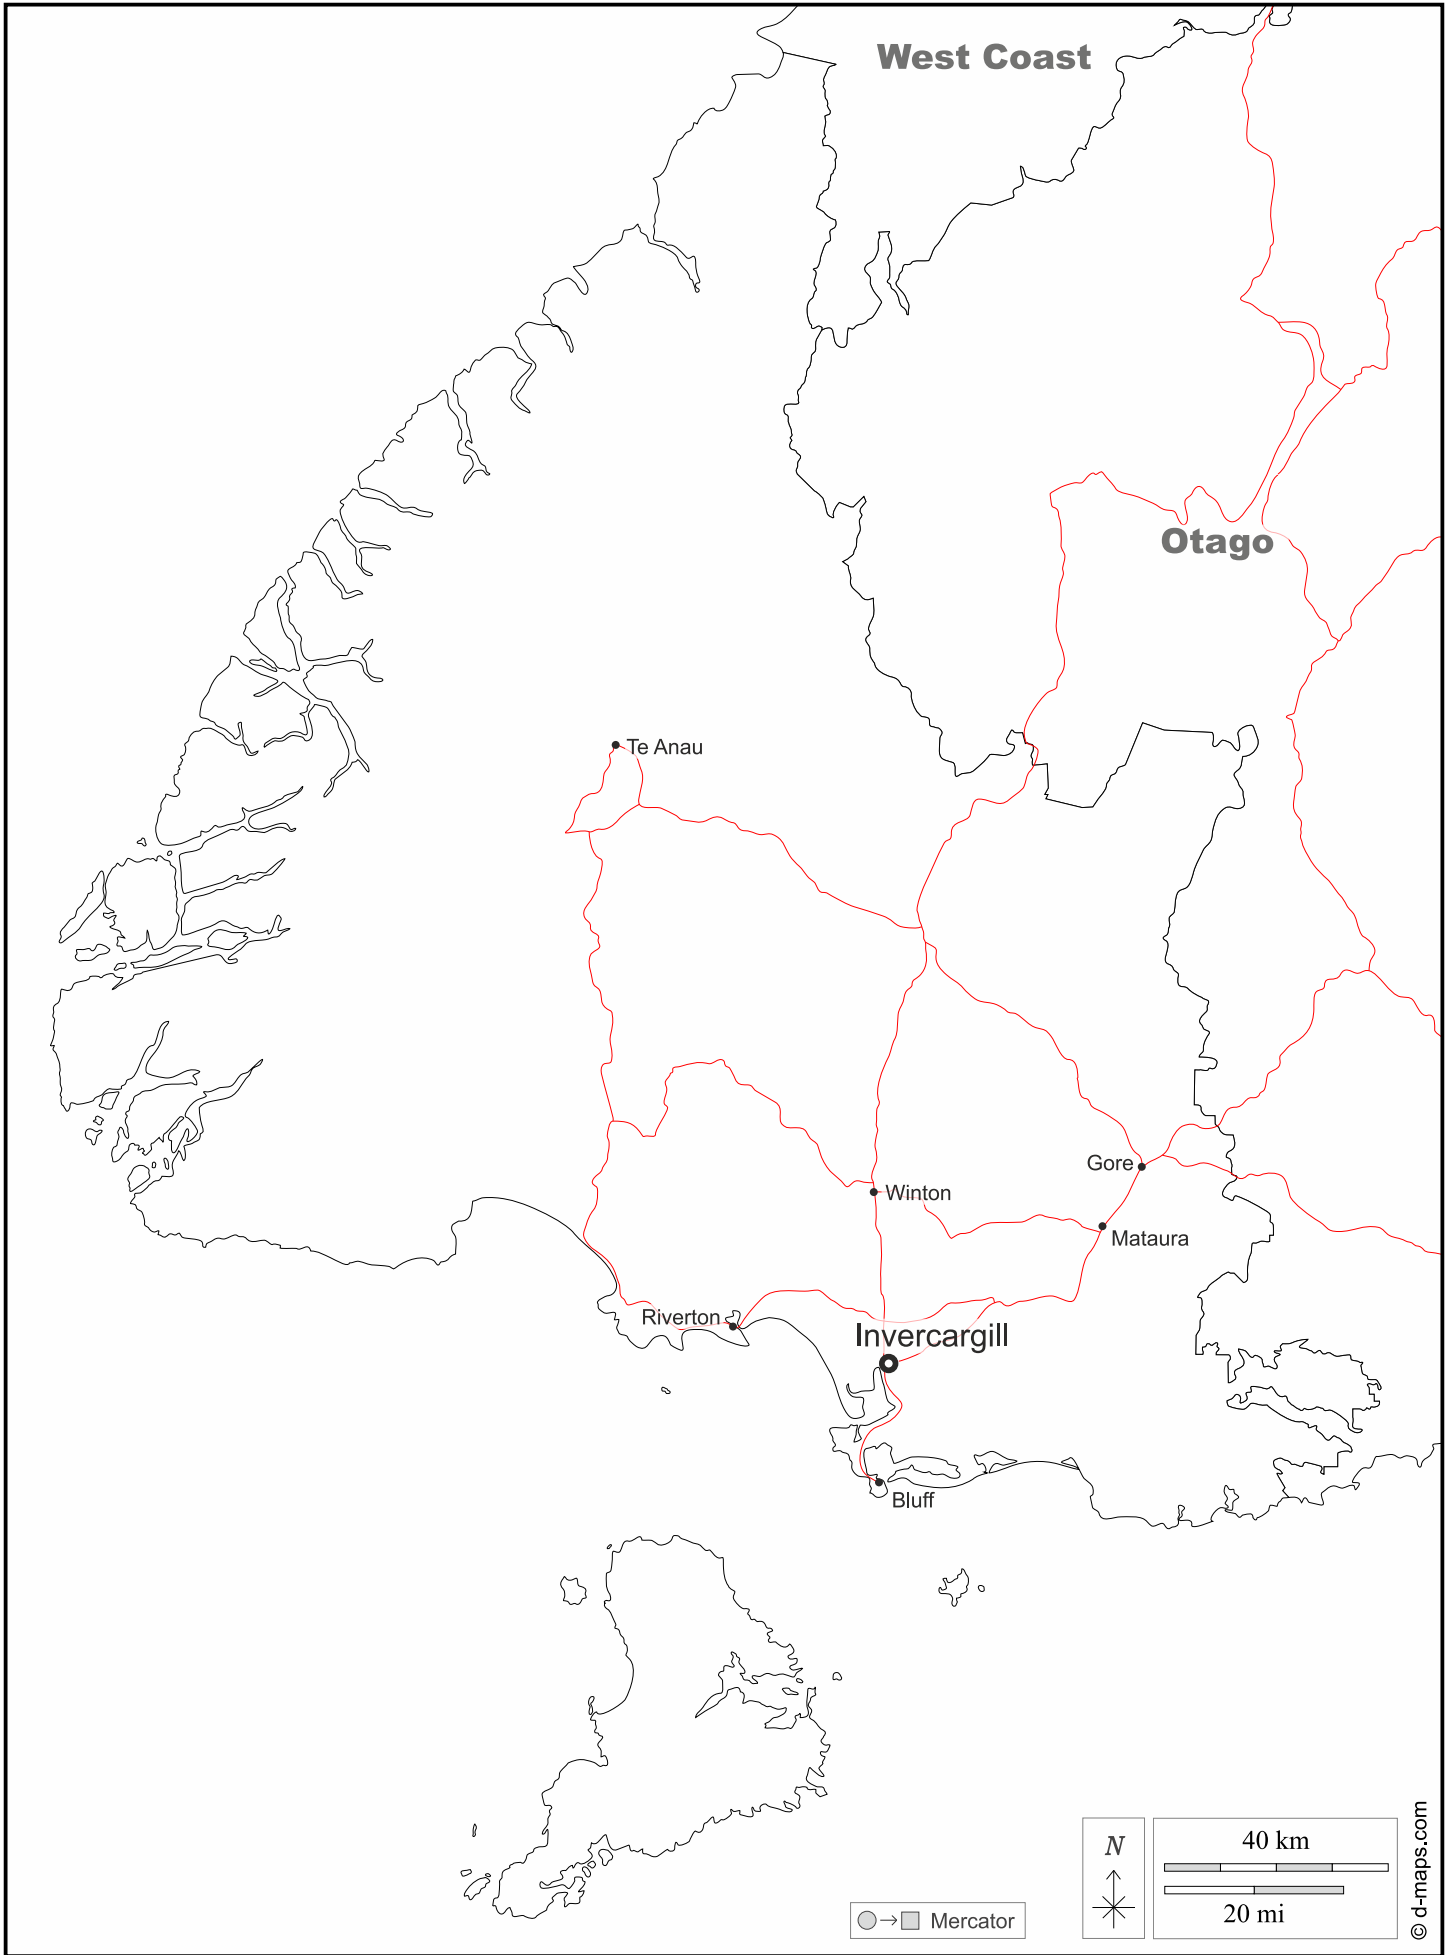 West Coast
Otago
Te Anau
Gore
Winton
Mataura
Riverton
Invercargill
Bluff
N
40 km
20 mi
Mercator
© d-maps.com